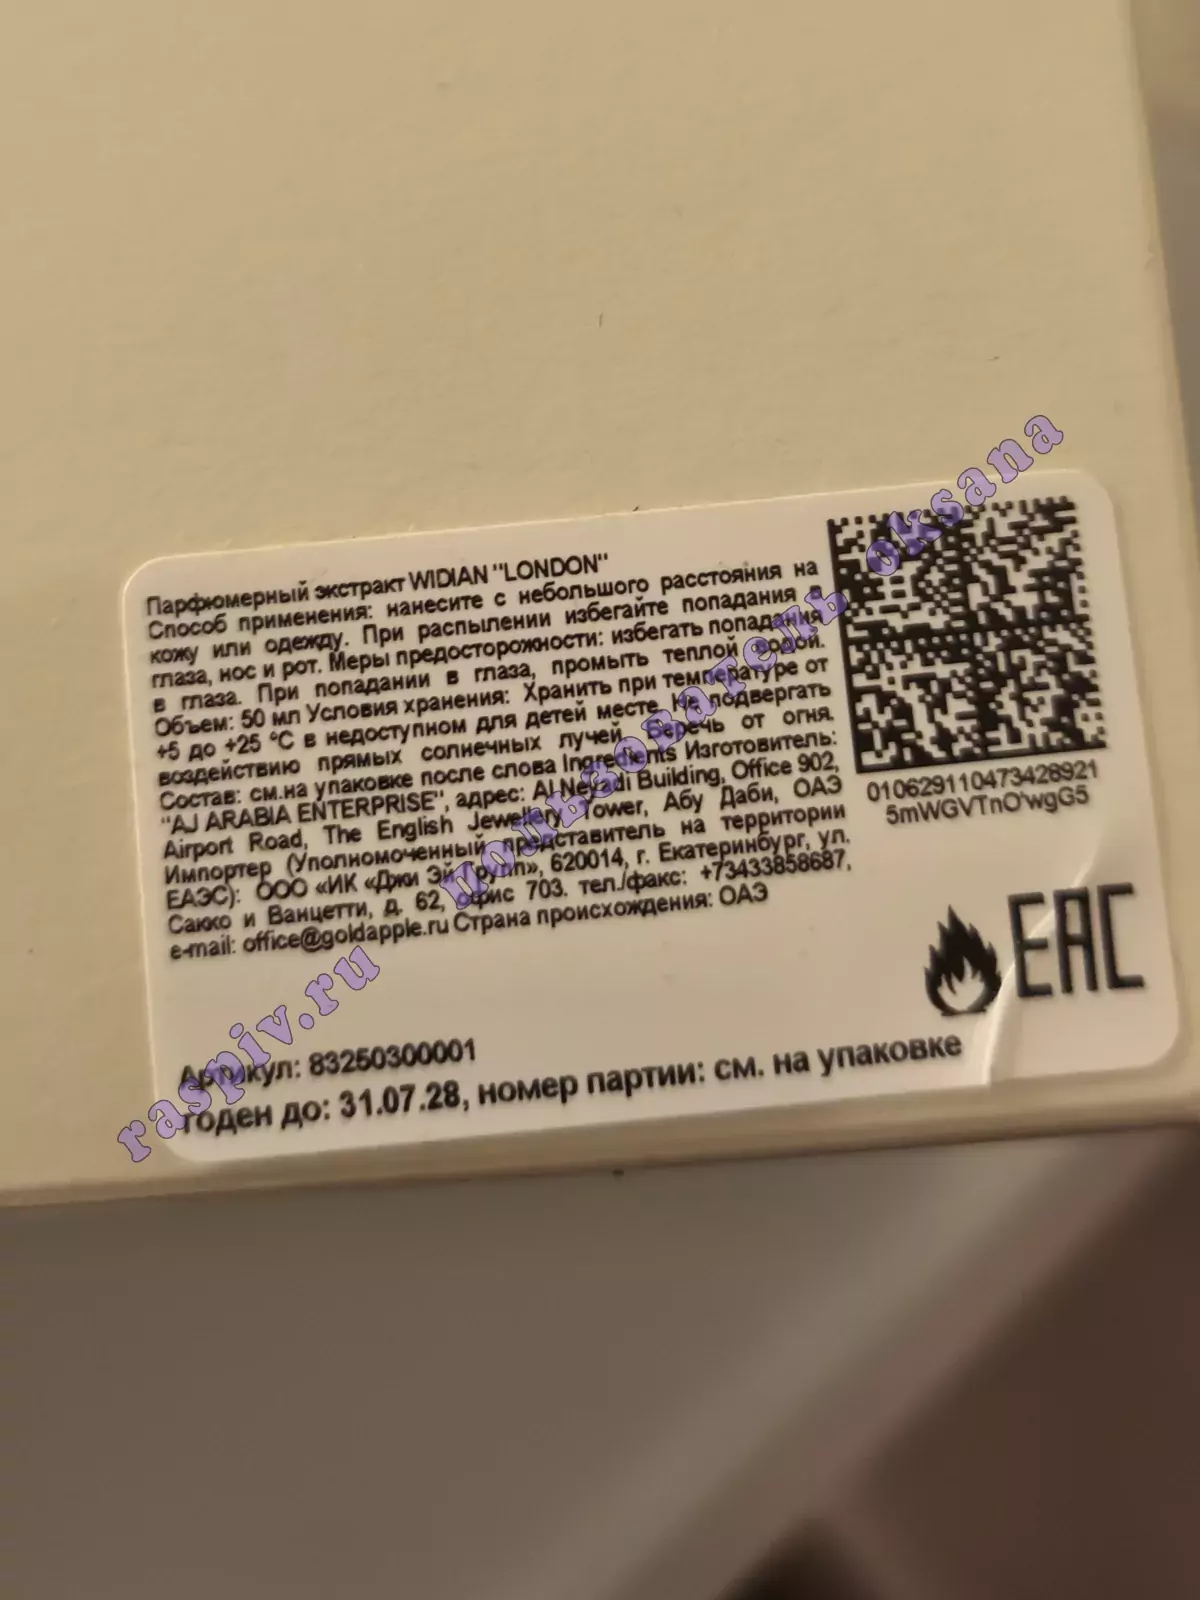 Парфюмерный экстракт WIDIAN "LONDON"
Способ применения: нанесите с небольшого расстояния на
кожу или одежду. При распылении избегайте попадания в
глаза, нос и рот. Меры предосторожности: избегать попадания
в глаза. При попадании в глаза, промыть теплой водой.
Объем: 50 мл Условия хранения: Хранить при температуре от
+5 до +25 °C в недоступном для детей месте. Не подвергать
воздействию прямых солнечных лучей. Беречь от огня.
Состав: см.на упаковке после слова Ingredients Изготовитель:
"AJ ARABIA ENTERPRISE", адрес: Al Nevadi Building, Office 902,
Airport Road, The English Jewellery Tower, Абу Даби, ОАЭ
Импортер (Уполномоченный представитель на территории
ЕАЭС): ООО «ИК «Джи Эй Групп», 620014, г. Екатеринбург, ул.
Сакко и Ванцетти, д. 62, офис 703. тел./факс: +73433858687,
e-mail: office@goldapple.ru Страна происхождения: ОАЭ
010629110473428921
5mWGVTnO'wgG5
EAC
Артикул: 83250300001
годен до: 31.07.28, номер партии: см. на упаковке
raspiv.ru пользователь oksana